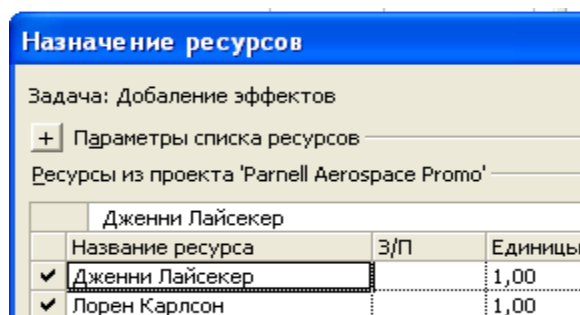 Назначение ресурсов
Задача: Добаление эффектов
+ Параметры списка ресурсов
Ресурсы из проекта 'Parnell Aerospace Promo'
Дженни Лайсекер
Название ресурса З/П Единицы
Дженни Лайсекер 1,00
Лорен Карлсон 1,00